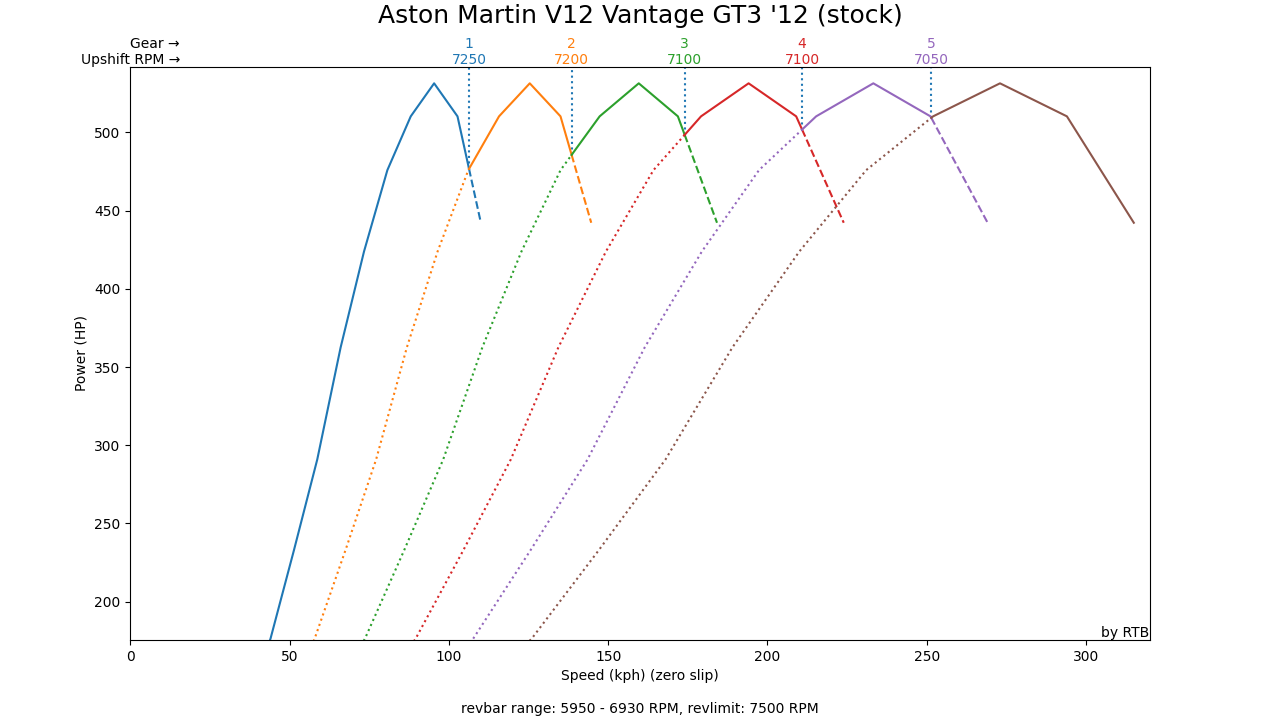 Aston Martin V12 Vantage GT3 '12 (stock)
Gear → 1 2 3 4 5
Upshift RPM → 7250 7200 7100 7100 7050
500
450
400
350
300
250
200
Power (HP)
by RTB
0 50 100 150 200 250 300
Speed (kph) (zero slip)
revbar range: 5950 - 6930 RPM, revlimit: 7500 RPM